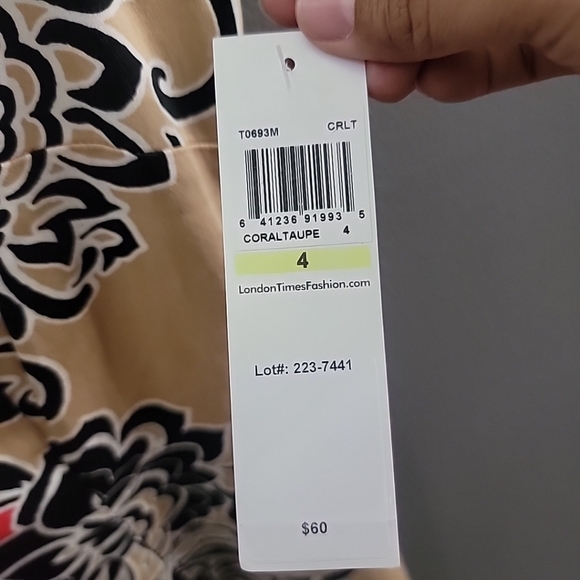 T0693M CRLT
6 41236 91993 5
CORALTAUPE 4
4
LondonTimesFashion.com
Lot#: 223-7441
$60